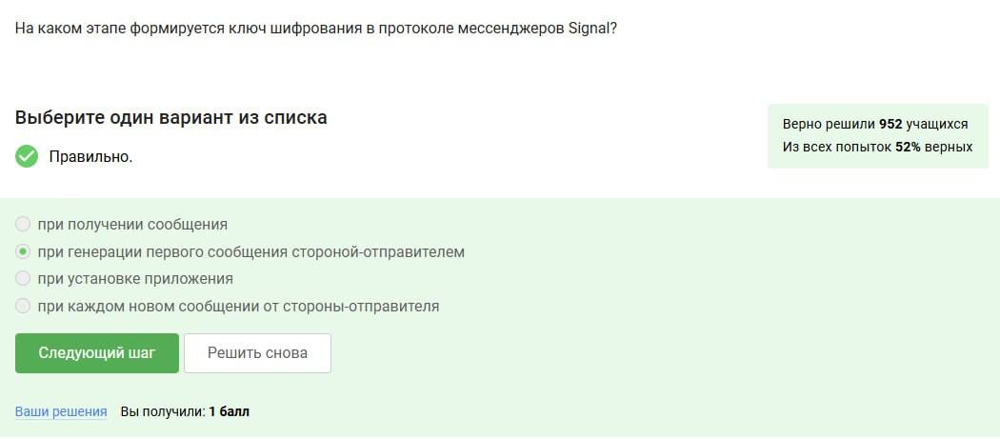 На каком этапе формируется ключ шифрования в протоколе мессенджеров Signal?
Выберите один вариант из списка
Правильно.
Верно решили 952 учащихся
Из всех попыток 52% верных
при получении сообщения
при генерации первого сообщения стороной-отправителем
при установке приложения
при каждом новом сообщении от стороны-отправителя
Следующий шаг
Решить снова
Ваши решения
Вы получили: 1 балл